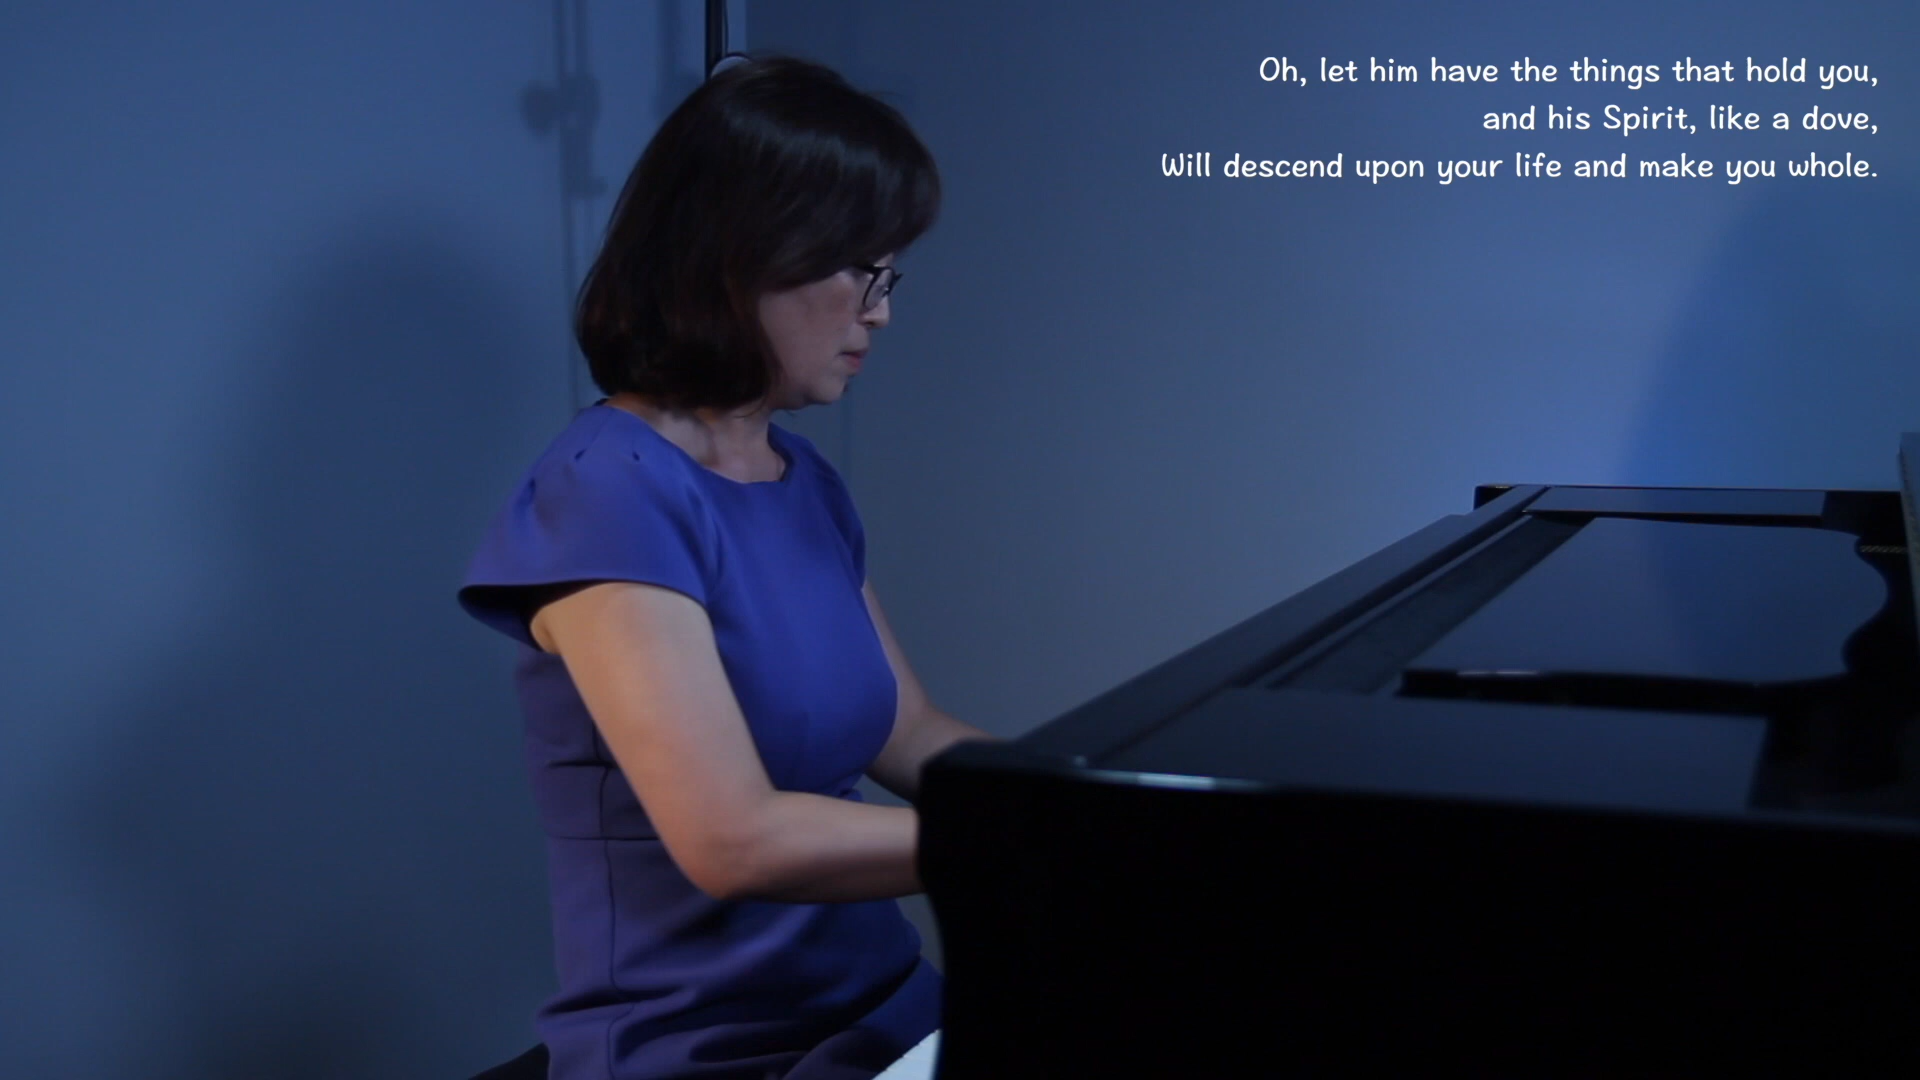 Oh, let him have the things that hold you,
and his Spirit, like a dove,
Will descend upon your life and make you whole.